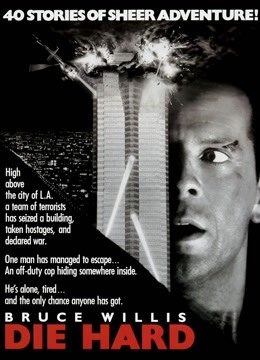 40 STORIES OF SHEER ADVENTURE!
High
above
the city of L.A.
a team of terrorists
has seized a building,
taken hostages, and
declared war.
One man has managed to escape...
An off-duty cop hiding somewhere inside.
He's alone, tired...
and the only chance anyone has got.
BRUCE WILLIS
DIE HARD